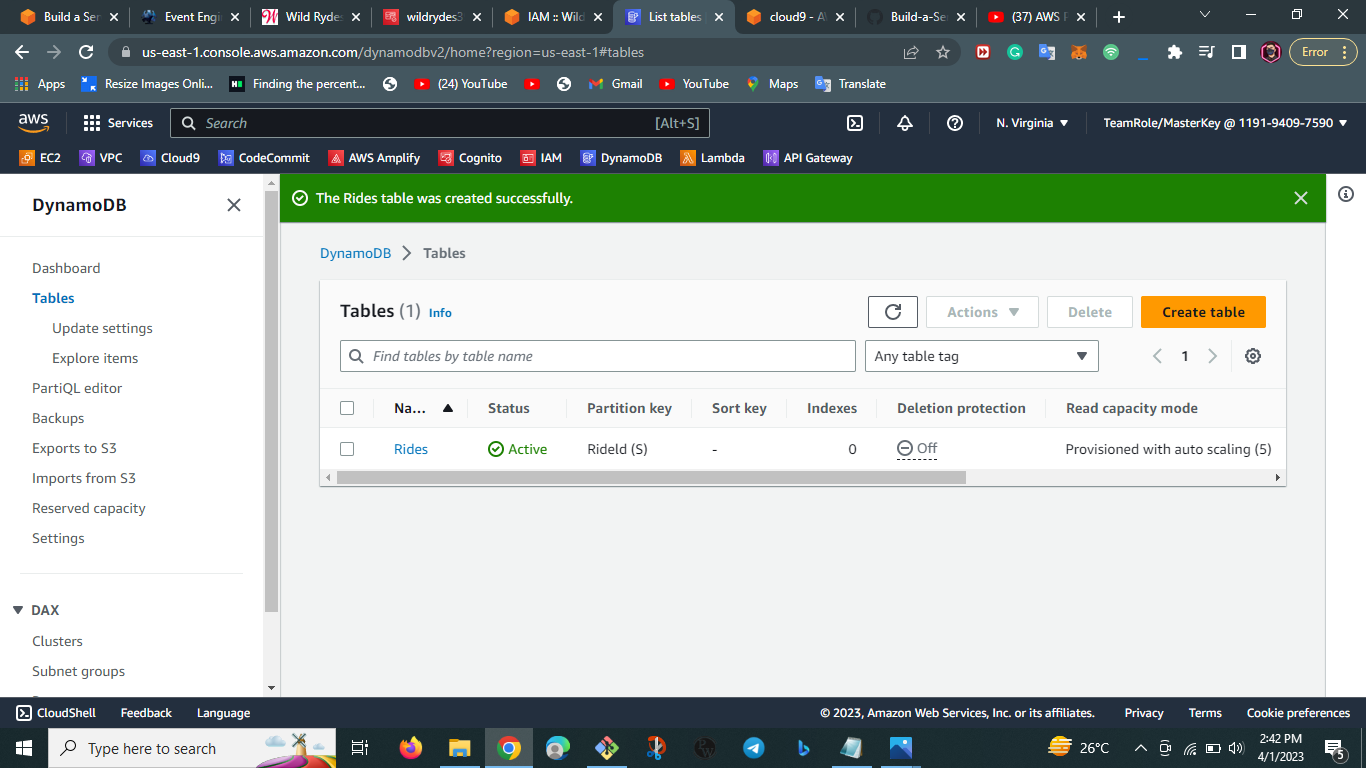 Build a Ser
Event Engi
Wild Ryde
wildrydes3
IAM :: Wild
List tables
cloud9 - A
Build-a-Se
(37) AWS
us-east-1.console.aws.amazon.com/dynamodbv2/home?region=us-east-1#tables
Error
Apps
Resize Images Onli...
Finding the percent...
(24) YouTube
Gmail
YouTube
Maps
Translate
aws
Services
Search
[Alt+S]
N. Virginia
TeamRole/MasterKey @ 1191-9409-7590
EC2
VPC
Cloud9
CodeCommit
AWS Amplify
Cognito
IAM
DynamoDB
Lambda
API Gateway
DynamoDB
Dashboard
Tables
Update settings
Explore items
PartiQL editor
Backups
Exports to S3
Imports from S3
Reserved capacity
Settings
DAX
Clusters
Subnet groups
The Rides table was created successfully.
DynamoDB
Tables
Tables (1)
Info
Actions
Delete
Create table
Find tables by table name
Any table tag
1
Na...
Status
Partition key
Sort key
Indexes
Deletion protection
Read capacity mode
Rides
Active
RideId (S)
-
0
Off
Provisioned with auto scaling (5)
CloudShell
Feedback
Language
© 2023, Amazon Web Services, Inc. or its affiliates.
Privacy
Terms
Cookie preferences
Type here to search
26°C
2:42 PM
4/1/2023
5